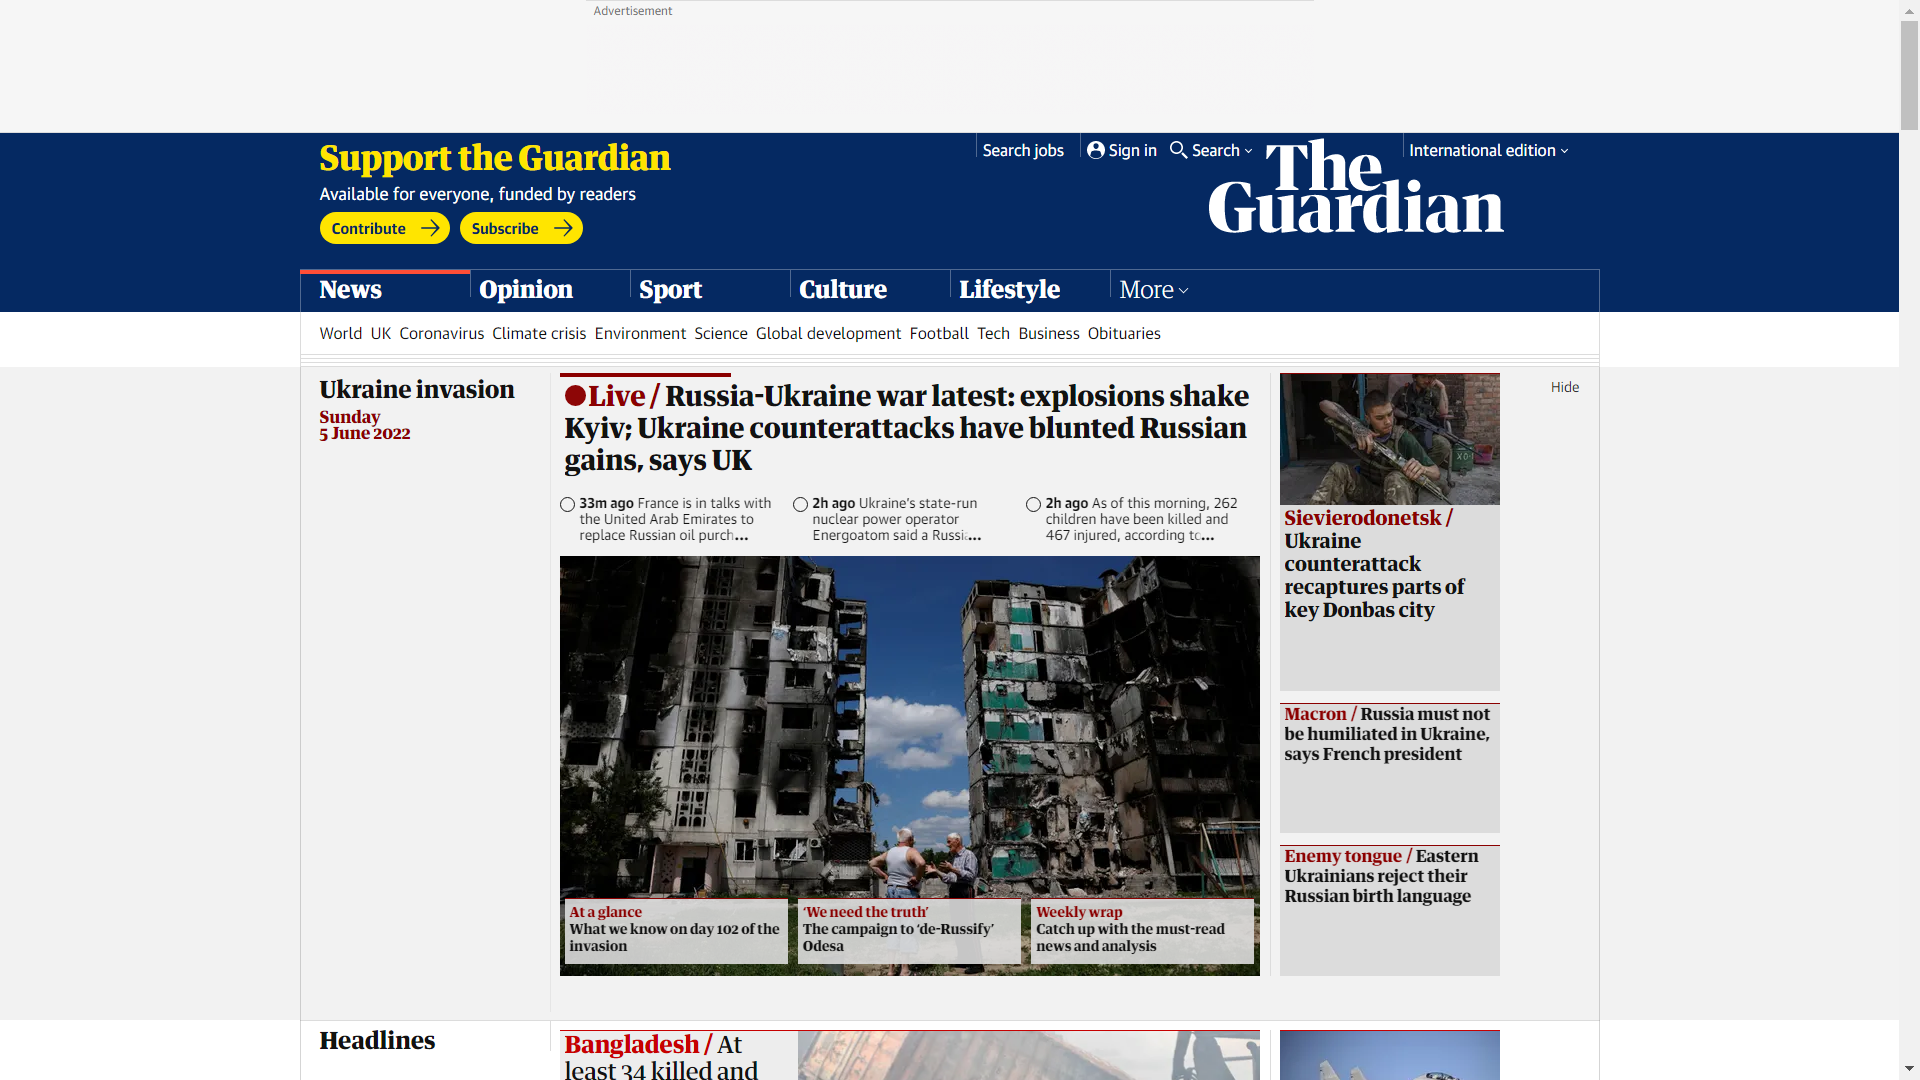 Advertisement
Support the Guardian
Available for everyone, funded by readers
Contribute
Subscribe
Search jobs
Sign in
Search
The
Guardian
International edition
News
Opinion
Sport
Culture
Lifestyle
More
World UK Coronavirus Climate crisis Environment Science Global development Football Tech Business Obituaries
Ukraine invasion
Sunday
5 June 2022
Live / Russia-Ukraine war latest: explosions shake
Kyiv; Ukraine counterattacks have blunted Russian
gains, says UK
33m ago France is in talks with
the United Arab Emirates to
replace Russian oil purch...
2h ago Ukraine's state-run
nuclear power operator
Energoatom said a Russi...
2h ago As of this morning, 262
children have been killed and
467 injured, according to...
At a glance
What we know on day 102 of the
invasion
‘We need the truth’
The campaign to ‘de-Russify’
Odesa
Weekly wrap
Catch up with the must-read
news and analysis
Sievierodonetsk /
Ukraine
counterattack
recaptures parts of
key Donbas city
Macron / Russia must not
be humiliated in Ukraine,
says French president
Enemy tongue / Eastern
Ukrainians reject their
Russian birth language
Hide
Headlines
Bangladesh / At
least 34 killed and